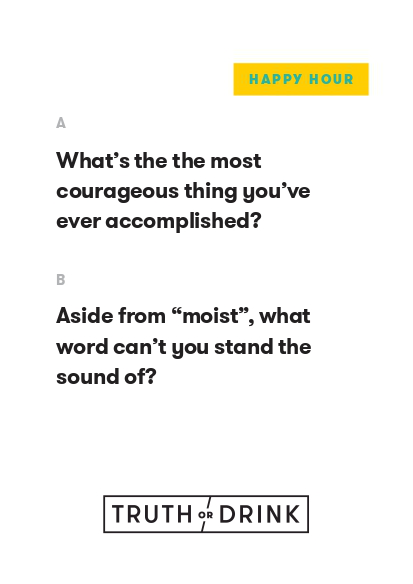 HAPPY HOUR
A
What’s the the most
courageous thing you’ve
ever accomplished?
B
Aside from “moist”, what
word can’t you stand the
sound of?
TRUTH OR DRINK